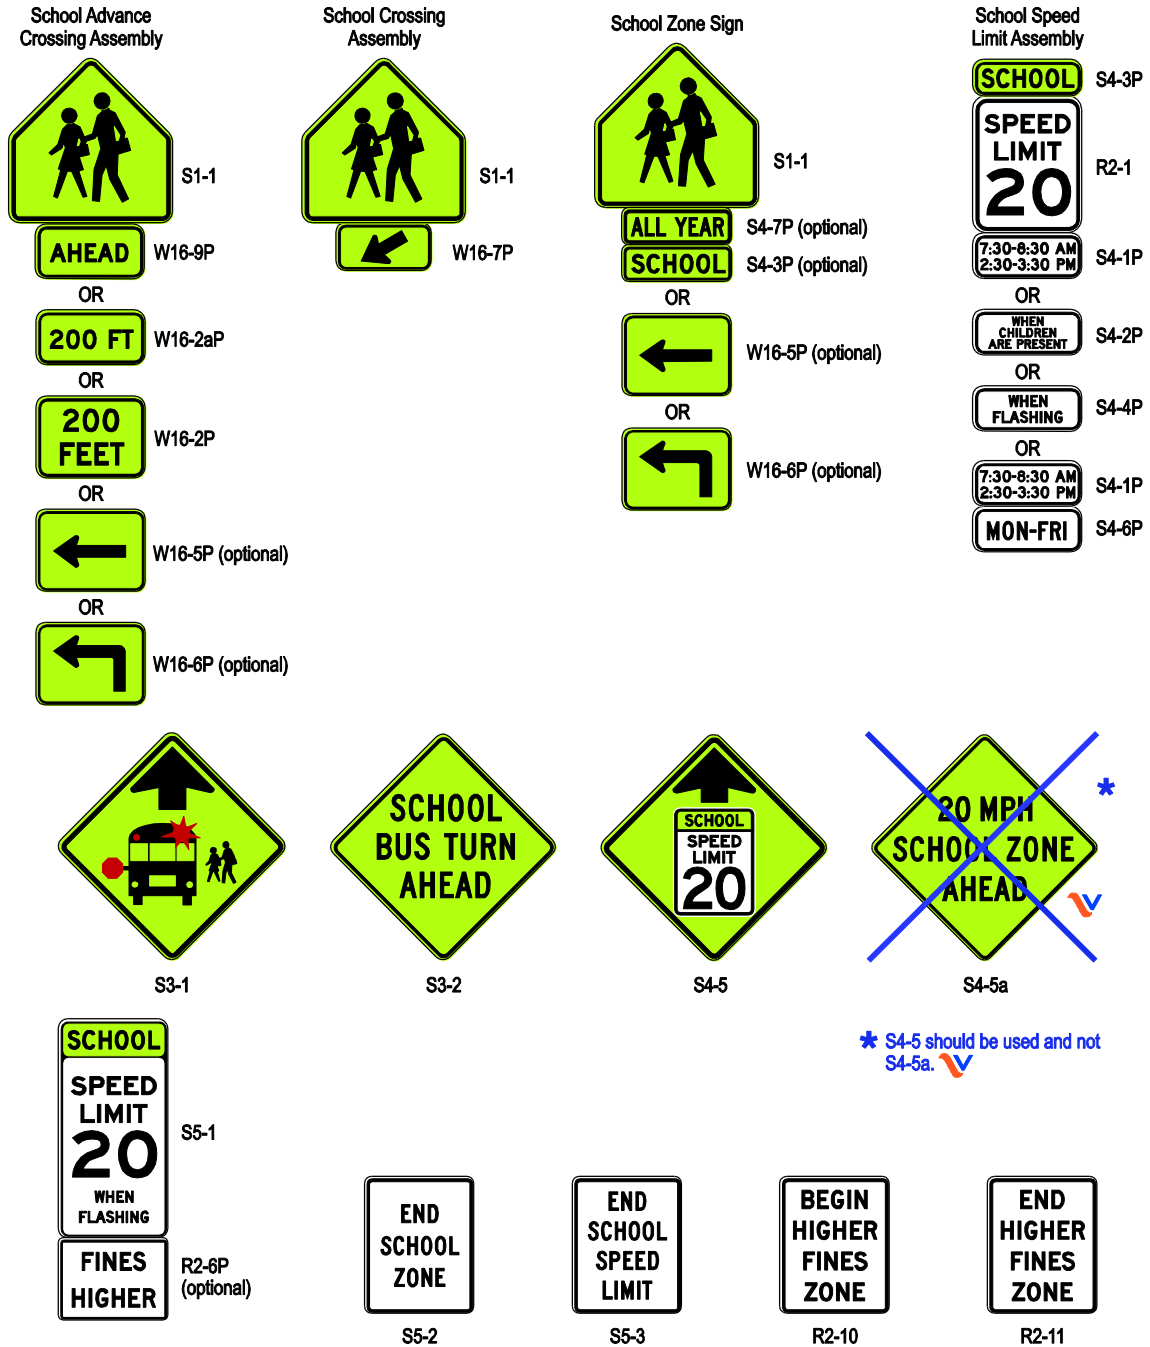 School Advance
Crossing Assembly
S1-1
AHEAD
W16-9P
OR
200 FT
W16-2aP
OR
200
FEET
W16-2P
OR
W16-5P (optional)
OR
W16-6P (optional)
School Crossing
Assembly
S1-1
W16-7P
School Zone Sign
S1-1
ALL YEAR
S4-7P (optional)
SCHOOL
S4-3P (optional)
OR
W16-5P (optional)
OR
W16-6P (optional)
School Speed
Limit Assembly
SCHOOL
S4-3P
SPEED
LIMIT
20
R2-1
7:30-8:30 AM
2:30-3:30 PM
S4-1P
OR
WHEN
CHILDREN
ARE PRESENT
S4-2P
OR
WHEN
FLASHING
S4-4P
OR
7:30-8:30 AM
2:30-3:30 PM
S4-1P
MON-FRI
S4-6P
S3-1
SCHOOL
BUS TURN
AHEAD
S3-2
SCHOOL
SPEED
LIMIT
20
S4-5
20 MPH
SCHOOL ZONE
AHEAD
*
S4-5a
* S4-5 should be used and not
S4-5a.
SCHOOL
SPEED
LIMIT
20
WHEN
FLASHING
S5-1
FINES
HIGHER
R2-6P
(optional)
END
SCHOOL
ZONE
S5-2
END
SCHOOL
SPEED
LIMIT
S5-3
BEGIN
HIGHER
FINES
ZONE
R2-10
END
HIGHER
FINES
ZONE
R2-11